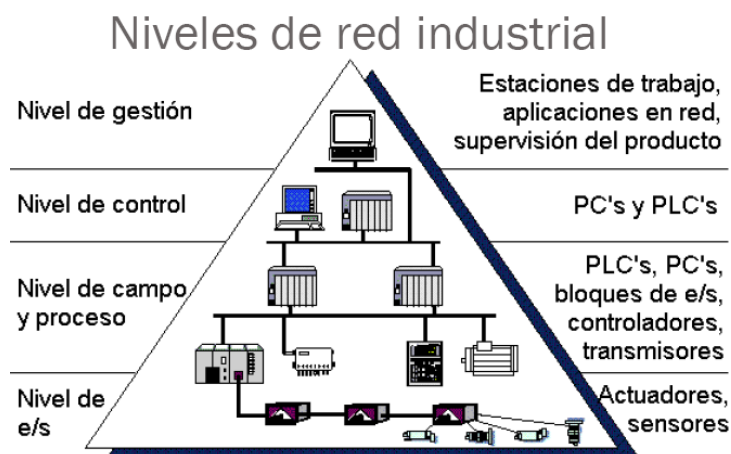 Niveles de red industrial
Nivel de gestión
Estaciones de trabajo,
aplicaciones en red,
supervisión del producto
Nivel de control
PC's y PLC's
Nivel de campo
y proceso
PLC's, PC's,
bloques de e/s,
controladores,
transmisores
Nivel de
e/s
Actuadores,
sensores